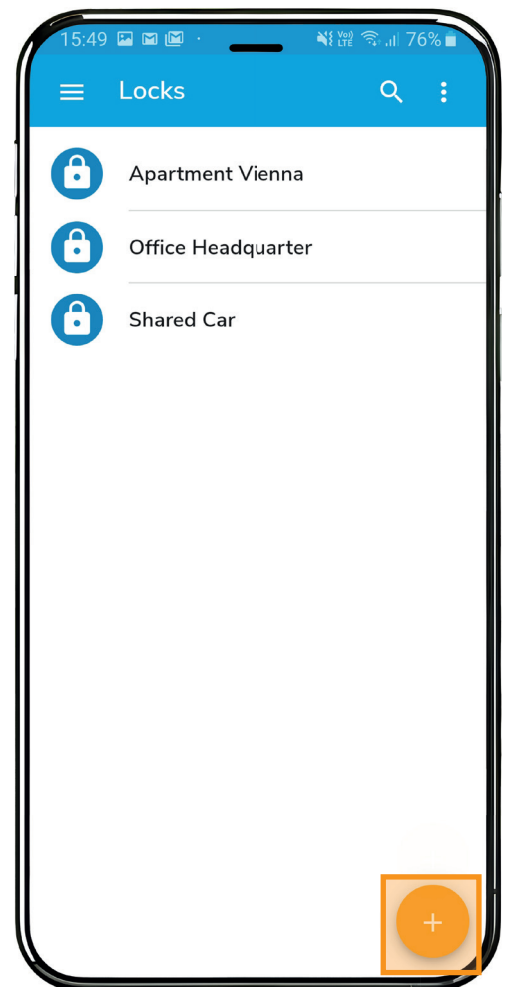 15:49 Vo) LTE 76%
Locks
Apartment Vienna
Office Headquarter
Shared Car
+